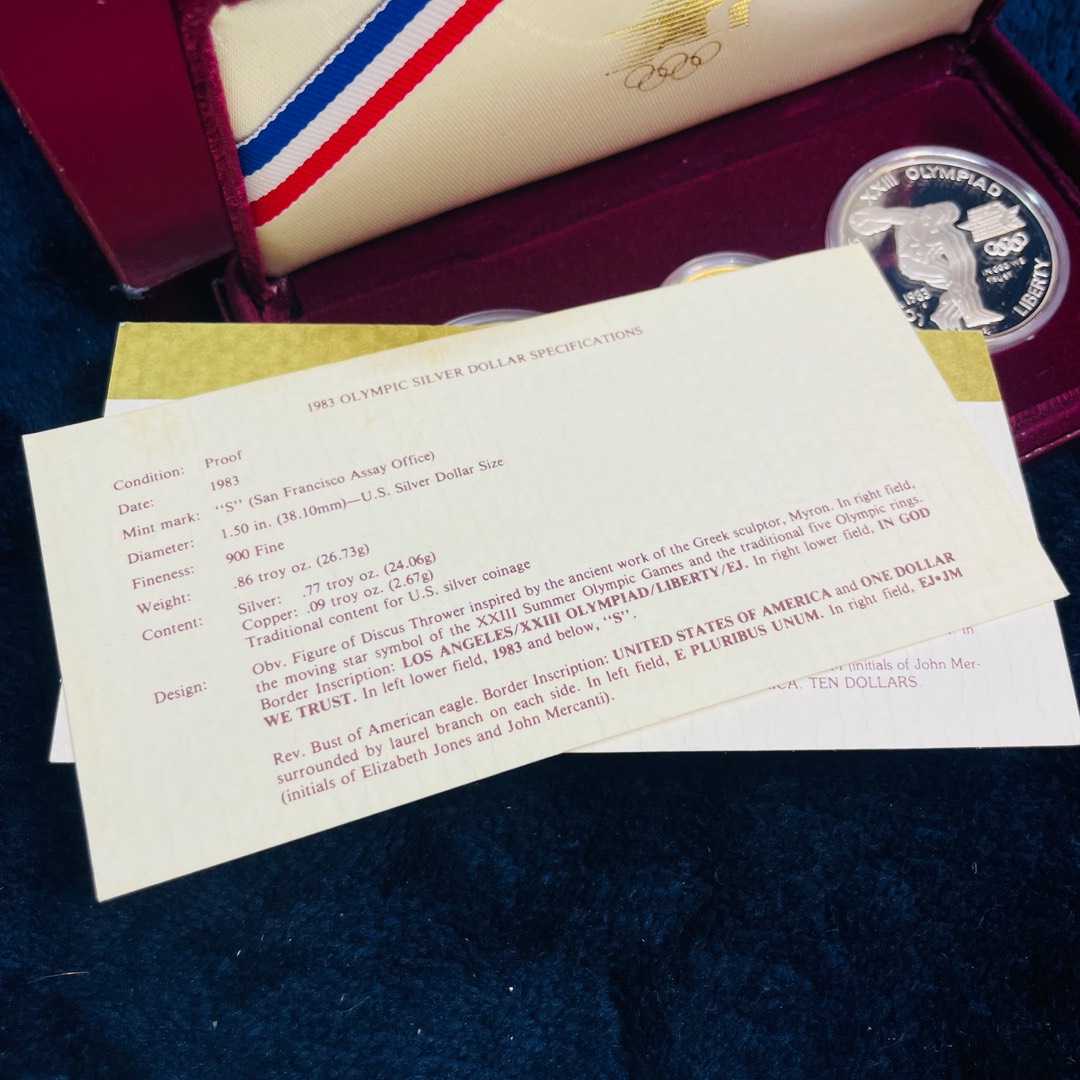 XXIII OLYMPIAD
IN GOD WE
TRUST
1983
LIBERTY
1983 OLYMPIC SILVER DOLLAR SPECIFICATIONS
Condition: Proof
Date: 1983
Mint mark: "S" (San Francisco Assay Office)
Diameter: 1.50 in. (38.10mm)—U.S. Silver Dollar Size
Fineness: 900 Fine
Weight: .86 troy oz. (26.73g)
Content: Silver: .77 troy oz. (24.06g)
Copper: .09 troy oz. (2.67g)
Traditional content for U.S. silver coinage
Design: Obv. Figure of Discus Thrower inspired by the ancient work of the Greek sculptor, Myron. In right field,
the moving star symbol of the XXIII Summer Olympic Games and the traditional five Olympic rings.
Border Inscription: LOS ANGELES/XXIII OLYMPIAD/LIBERTY/EJ. In right lower field, IN GOD
WE TRUST. In left lower field, 1983 and below, "S".
Rev. Bust of American eagle. Border Inscription: UNITED STATES OF AMERICA and ONE DOLLAR
surrounded by laurel branch on each side. In left field, E PLURIBUS UNUM. In right field, EJ•JM
(initials of Elizabeth Jones and John Mercanti).
in
(initials of John Mer-
TEN DOLLARS.